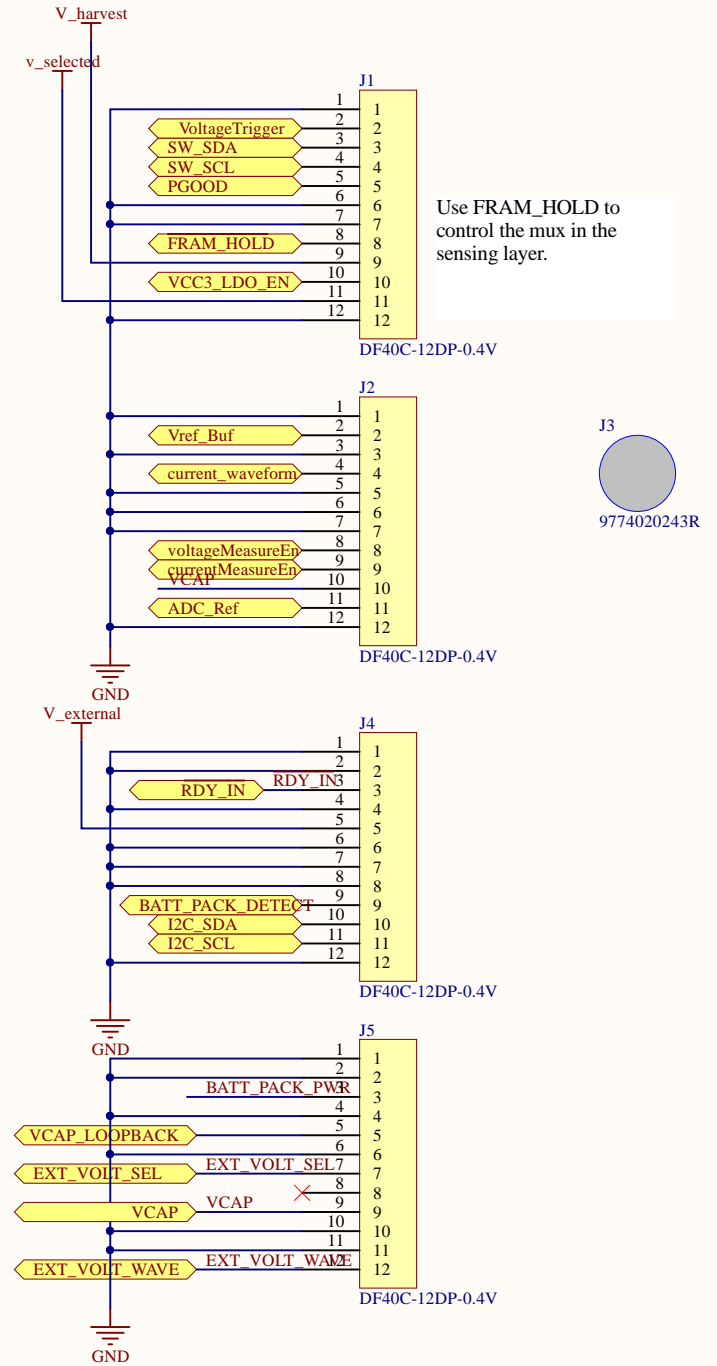 V_harvest
v_selected
J1
1 1
VoltageTrigger 2 2
SW_SDA 3 3
SW_SCL 4 4
PGOOD 5 5
6 6
7 7
FRAM_HOLD 8 8
9 9
VCC3_LDO_EN 10 10
11 11
12 12
DF40C-12DP-0.4V
Use FRAM_HOLD to
control the mux in the
sensing layer.
J2
1 1
Vref_Buf 2 2
3 3
current_waveform 4 4
5 5
6 6
7 7
voltageMeasureEn 8 8
currentMeasureEn 9 9
VCAP 10 10
ADC_Ref 11 11
12 12
DF40C-12DP-0.4V
GND
J3
9774020243R
V_external
J4
1 1
2 2
RDY_IN RDY_IN 3 3
4 4
5 5
6 6
7 7
8 8
BATT_PACK_DETECT 9 9
I2C_SDA 10 10
I2C_SCL 11 11
12 12
DF40C-12DP-0.4V
GND
J5
1 1
2 2
BATT_PACK_PWR 3 3
4 4
VCAP_LOOPBACK 5 5
6 6
EXT_VOLT_SEL EXT_VOLT_SEL 7 7
8 8
VCAP VCAP 9 9
10 10
11 11
EXT_VOLT_WAVE EXT_VOLT_WAVE 12 12
DF40C-12DP-0.4V
GND